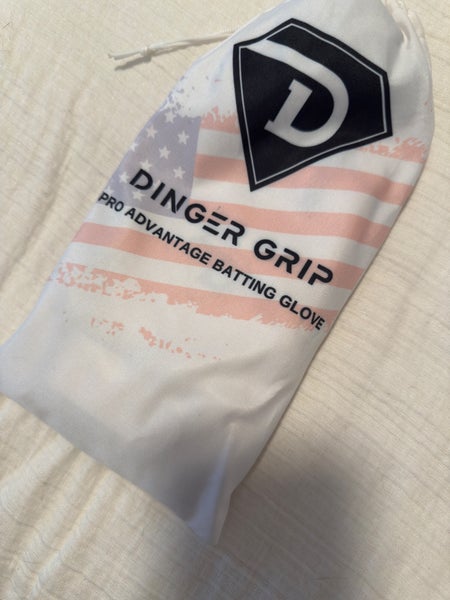 D
DINGER GRIP
PRO ADVANTAGE BATTING GLOVE